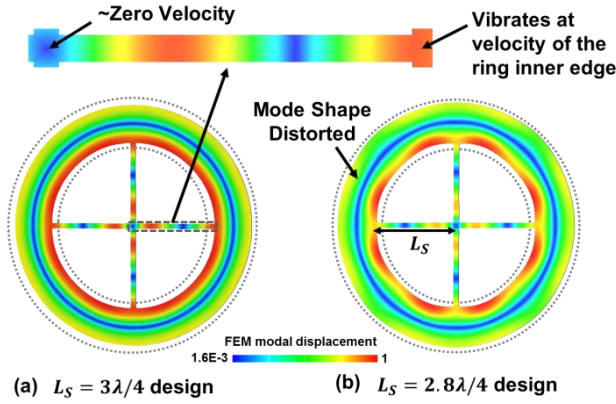 ~Zero Velocity
Vibrates at
velocity of the
ring inner edge
Mode Shape
Distorted
L_S
FEM modal displacement
1.6E-3 1
(a) L_S = 3λ/4 design
(b) L_S = 2.8λ/4 design